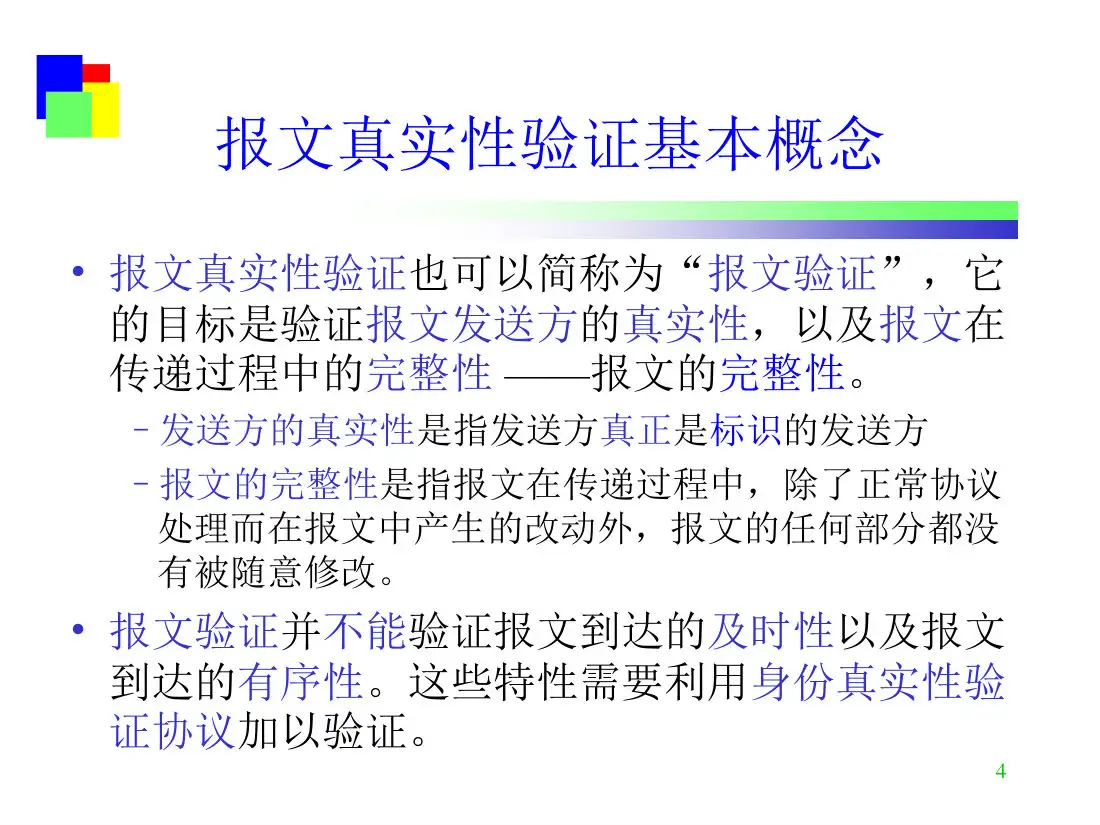 报文真实性验证基本概念
• 报文真实性验证也可以简称为“报文验证”，它
的目标是验证报文发送方的真实性，以及报文在
传递过程中的完整性 ——报文的完整性。
– 发送方的真实性是指发送方真正是标识的发送方
– 报文的完整性是指报文在传递过程中，除了正常协议
处理而在报文中产生的改动外，报文的任何部分都没
有被随意修改。
• 报文验证并不能验证报文到达的及时性以及报文
到达的有序性。这些特性需要利用身份真实性验
证协议加以验证。
4